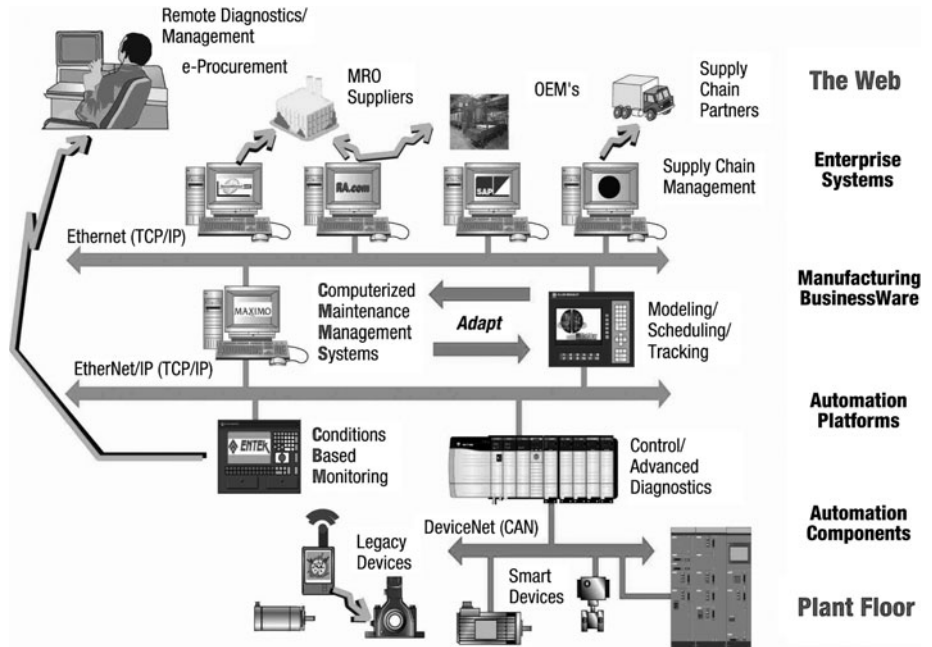 Remote Diagnostics/
Management
e-Procurement
MRO
Suppliers
OEM's
Supply
Chain
Partners
The Web
RA.com
SAP
Supply Chain
Management
Enterprise
Systems
Ethernet (TCP/IP)
MAXIMO
Computerized
Maintenance
Management
Systems
Adapt
Modeling/
Scheduling/
Tracking
Manufacturing
BusinessWare
EtherNet/IP (TCP/IP)
ENTEK
Conditions
Based
Monitoring
Control/
Advanced
Diagnostics
Automation
Platforms
DeviceNet (CAN)
Legacy
Devices
Smart
Devices
Automation
Components
Plant Floor